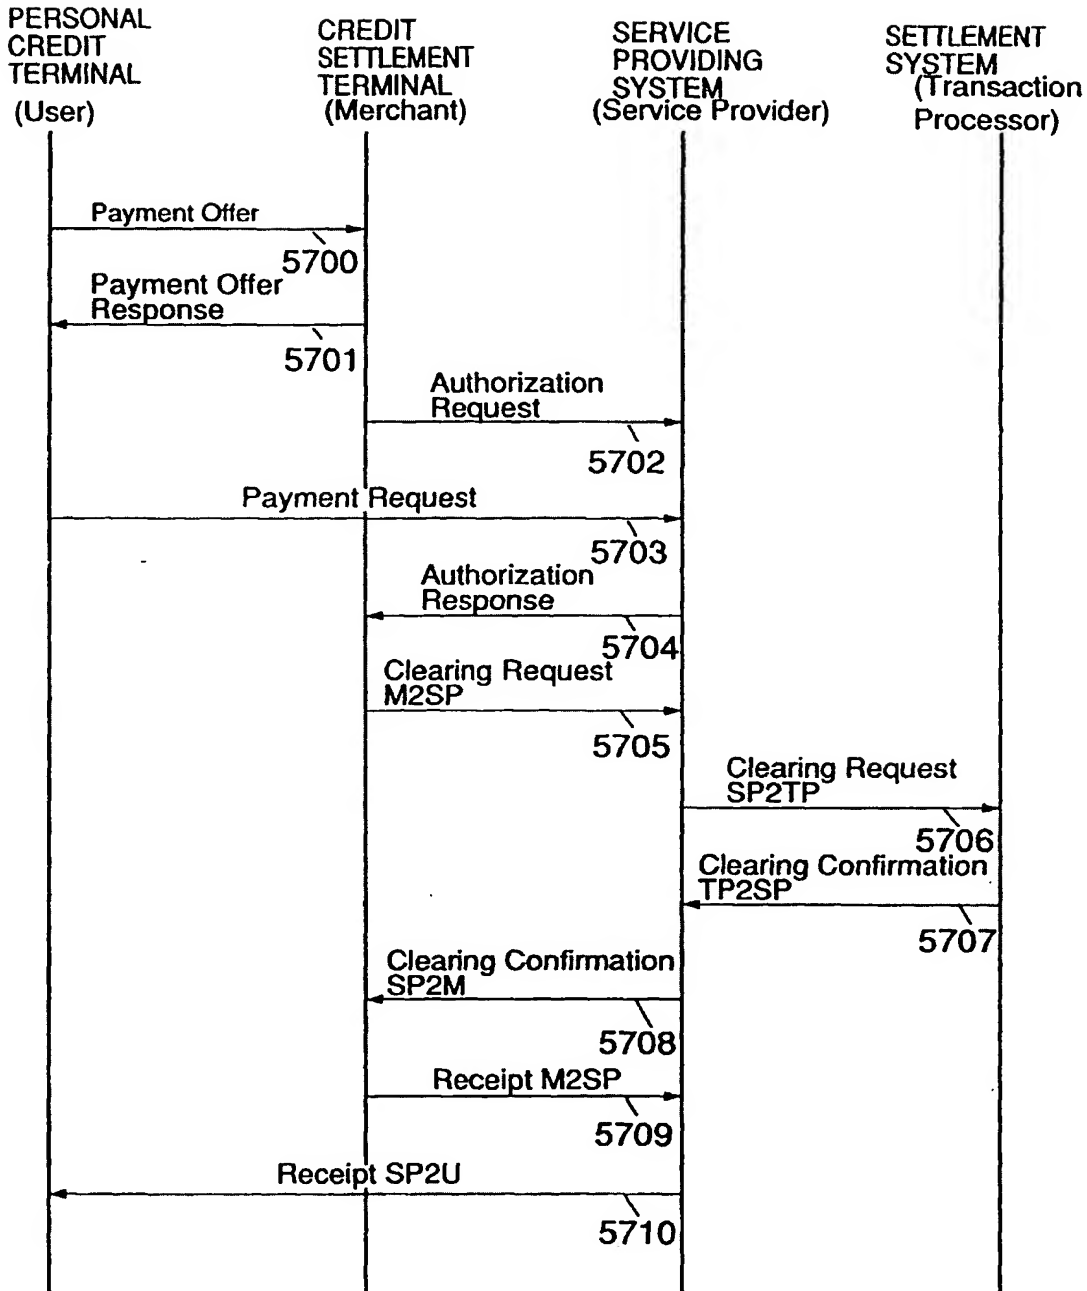 PERSONAL
CREDIT
TERMINAL
(User)
CREDIT
SETTLEMENT
TERMINAL
(Merchant)
SERVICE
PROVIDING
SYSTEM
(Service Provider)
SETTLEMENT
SYSTEM
(Transaction
Processor)
Payment Offer
5700
Payment Offer
Response
5701
Authorization
Request
5702
Payment Request
5703
Authorization
Response
5704
Clearing Request
M2SP
5705
Clearing Request
SP2TP
5706
Clearing Confirmation
TP2SP
5707
Clearing Confirmation
SP2M
5708
Receipt M2SP
5709
Receipt SP2U
5710